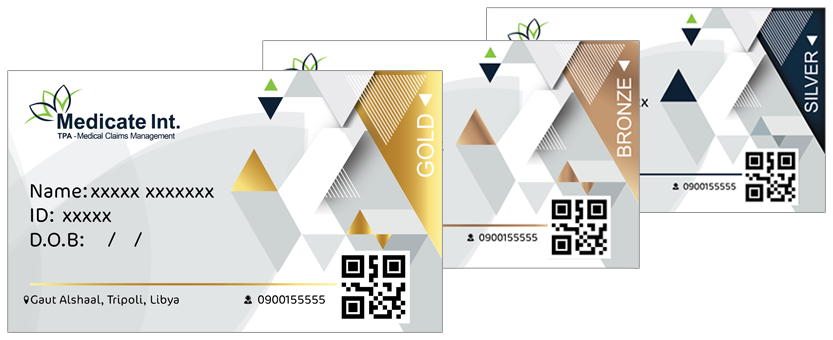 Medicate Int.
TPA - Medical Claims Management
GOLD
Name: xxxxx xxxxxxx
ID: xxxxx
D.O.B: / /
Gaut Alshaal, Tripoli, Libya
0900155555
BRONZE
0900155555
SILVER
x
0900155555